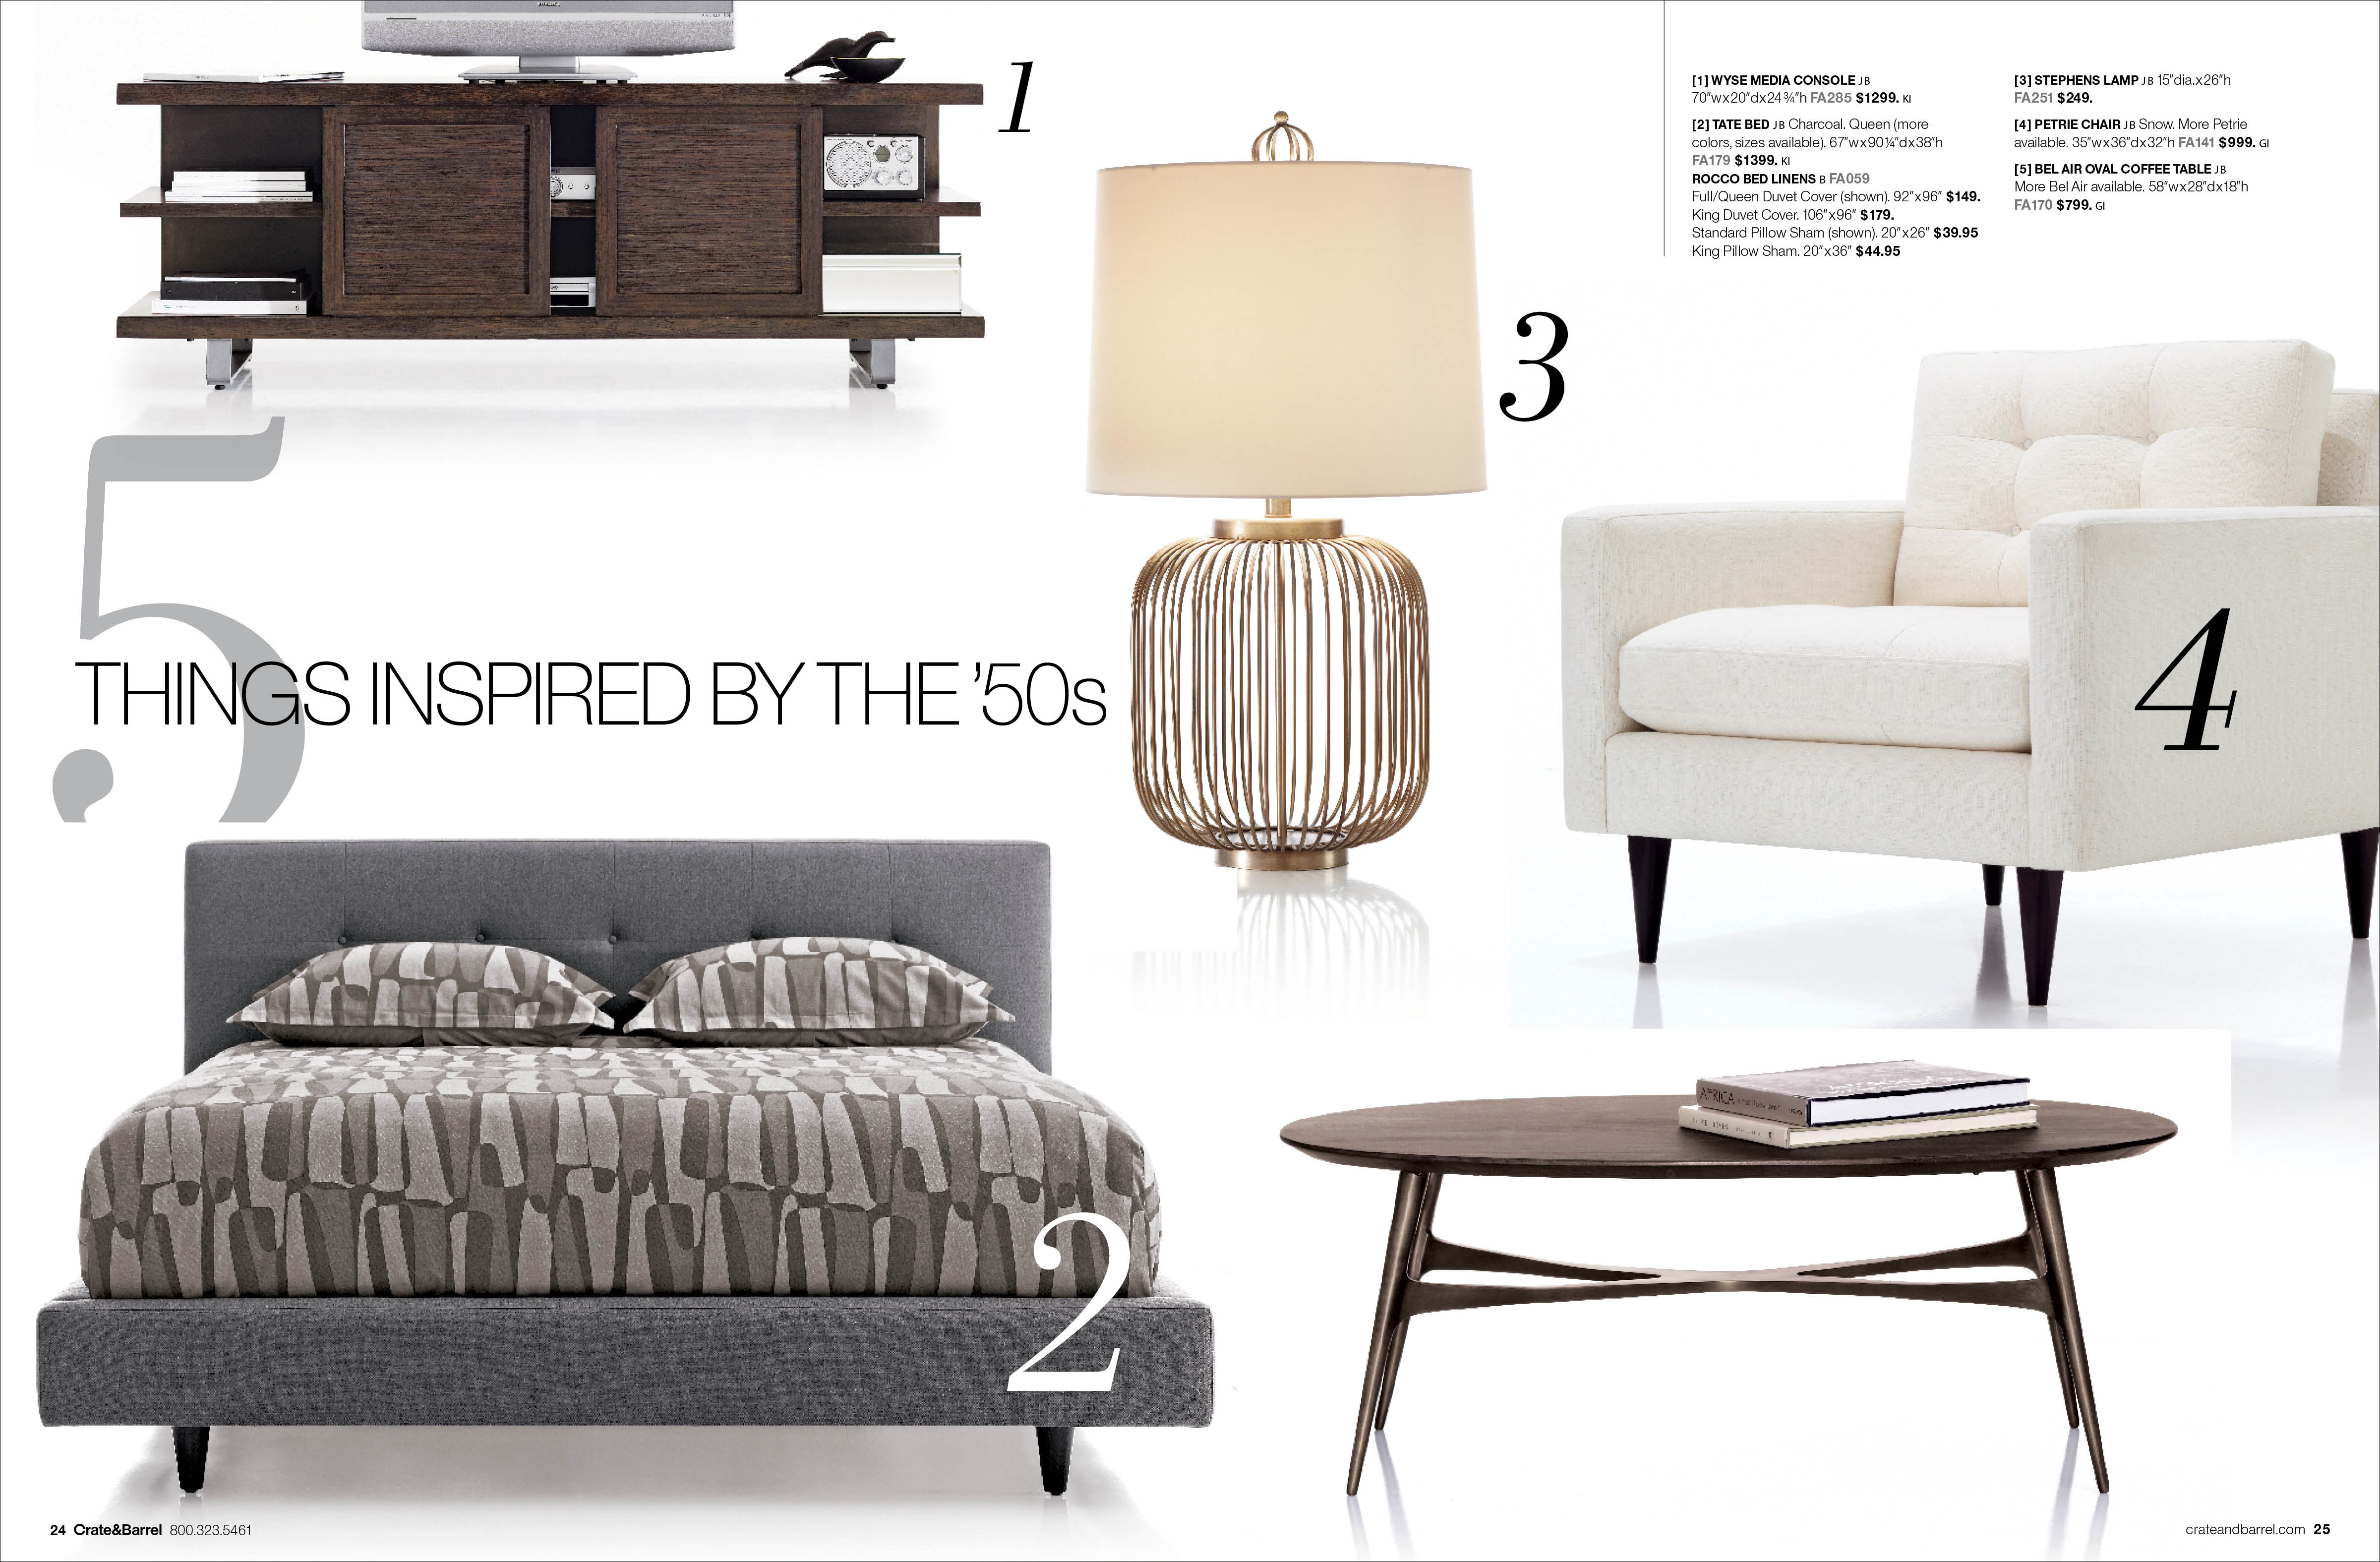 1
[1] WYSE MEDIA CONSOLE JB
70"wx20"dx24¾"h FA285 $1299. KI
[2] TATE BED JB Charcoal. Queen (more
colors, sizes available). 67"wx90¼"dx38"h
FA179 $1399. KI
ROCCO BED LINENS B FA059
Full/Queen Duvet Cover (shown). 92"x96" $149.
King Duvet Cover. 106"x96" $179.
Standard Pillow Sham (shown). 20"x26" $39.95
King Pillow Sham. 20"x36" $44.95
[3] STEPHENS LAMP JB 15"dia.x26"h
FA251 $249.
[4] PETRIE CHAIR JB Snow. More Petrie
available. 35"wx36"dx32"h FA141 $999. GI
[5] BEL AIR OVAL COFFEE TABLE JB
More Bel Air available. 58"wx28"dx18"h
FA170 $799. GI
3
5
THINGS INSPIRED BY THE ’50s
4
AFRICA
2
24 Crate&Barrel 800.323.5461
crateandbarrel.com 25